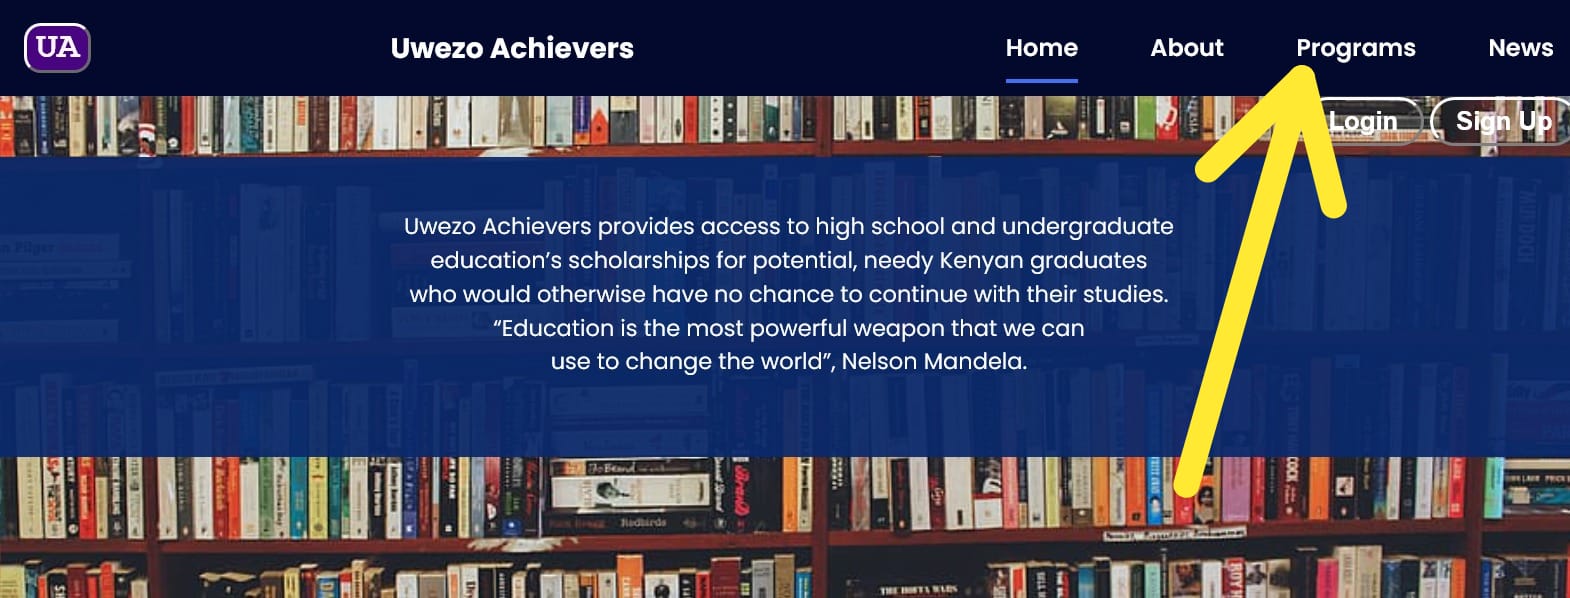 UA
Uwezo Achievers
Home
About
Programs
News
Login
Sign Up
Uwezo Achievers provides access to high school and undergraduate
education’s scholarships for potential, needy Kenyan graduates
who would otherwise have no chance to continue with their studies.
“Education is the most powerful weapon that we can
use to change the world”, Nelson Mandela.
Redbirds